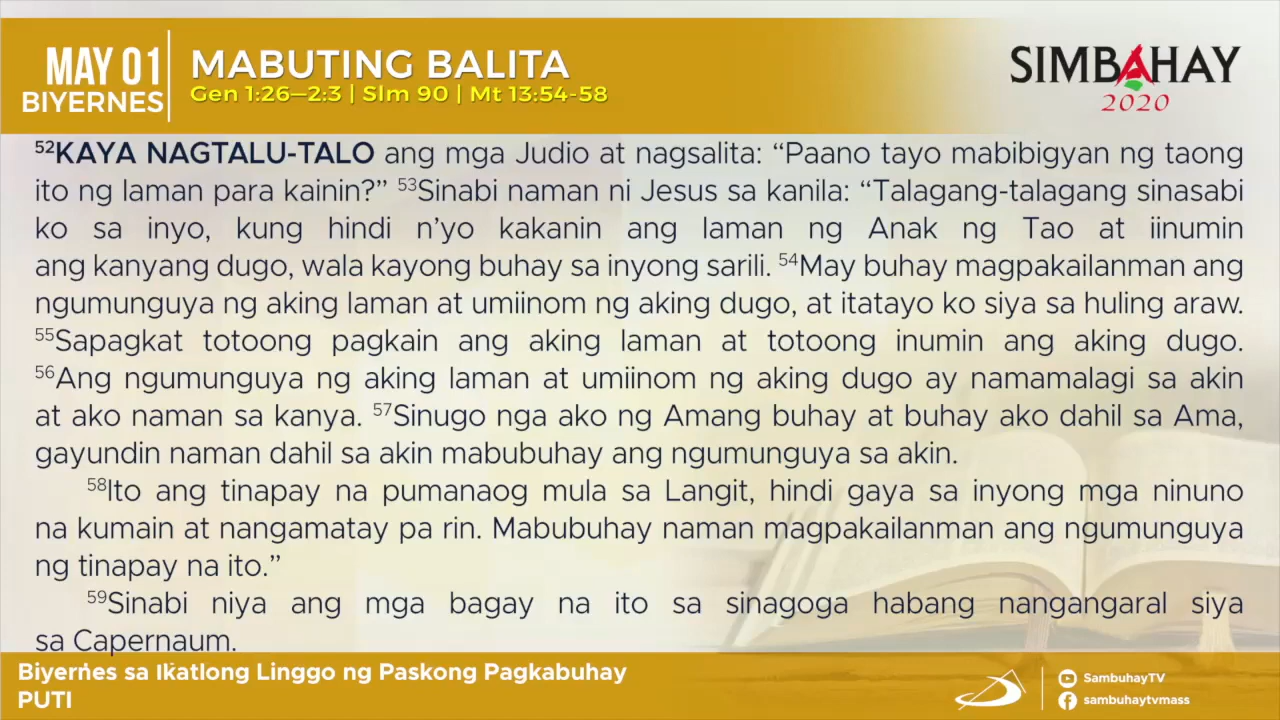 MAY 01
BIYERNES
MABUTING BALITA
Gen 1:26—2:3 | Slm 90 | Mt 13:54-58
SIMBAHAY
2020
52KAYA NAGTALU-TALO ang mga Judio at nagsalita: “Paano tayo mabibigyan ng taong
ito ng laman para kainin?” 53Sinabi naman ni Jesus sa kanila: “Talagang-talagang sinasabi
ko sa inyo, kung hindi n’yo kakanin ang laman ng Anak ng Tao at iinumin
ang kanyang dugo, wala kayong buhay sa inyong sarili. 54May buhay magpakailanman ang
ngumunguya ng aking laman at umiinom ng aking dugo, at itatayo ko siya sa huling araw.
55Sapagkat totoong pagkain ang aking laman at totoong inumin ang aking dugo.
56Ang ngumunguya ng aking laman at umiinom ng aking dugo ay namamalagi sa akin
at ako naman sa kanya. 57Sinugo nga ako ng Amang buhay at buhay ako dahil sa Ama,
gayundin naman dahil sa akin mabubuhay ang ngumunguya sa akin.
58Ito ang tinapay na pumanaog mula sa Langit, hindi gaya sa inyong mga ninuno
na kumain at nangamatay pa rin. Mabubuhay naman magpakailanman ang ngumunguya
ng tinapay na ito.”
59Sinabi niya ang mga bagay na ito sa sinagoga habang nangangaral siya
sa Capernaum.
Biyernes sa Ikatlong Linggo ng Paskong Pagkabuhay
PUTI
SambuhayTV
sambuhaytvmass